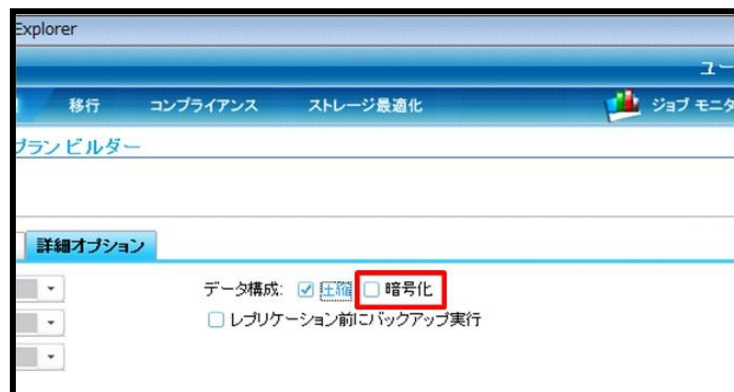 Explorer
ユー
移行 コンプライアンス ストレージ最適化 ジョブ モニタ
プラン ビルダー
詳細オプション
データ構成: 圧縮 暗号化
レプリケーション前にバックアップ実行